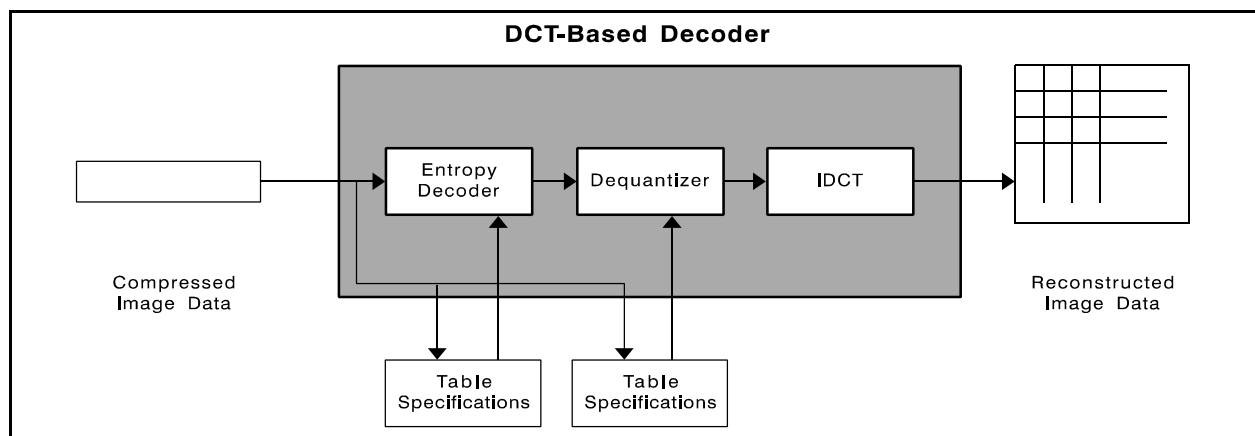 DCT-Based Decoder
Entropy
Decoder
Dequantizer
IDCT
Compressed
Image Data
Reconstructed
Image Data
Table
Specifications
Table
Specifications